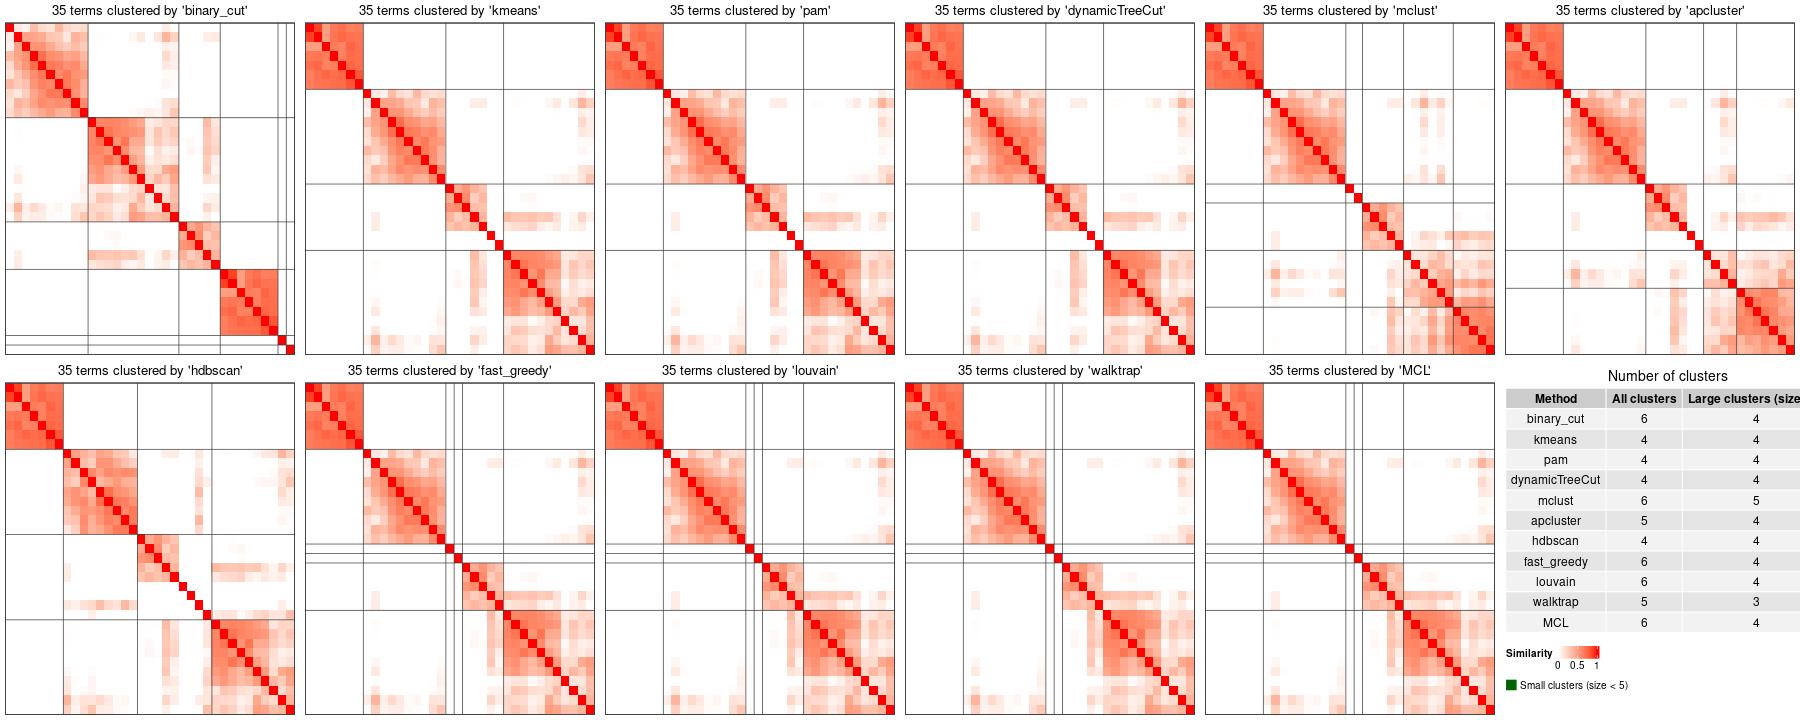 35 terms clustered by 'binary_cut'
35 terms clustered by 'kmeans'
35 terms clustered by 'pam'
35 terms clustered by 'dynamicTreeCut'
35 terms clustered by 'mclust'
35 terms clustered by 'apcluster'
35 terms clustered by 'hdbscan'
35 terms clustered by 'fast_greedy'
35 terms clustered by 'louvain'
35 terms clustered by 'walktrap'
35 terms clustered by 'MCL'
Number of clusters
Method All clusters Large clusters (size
binary_cut 6 4
kmeans 4 4
pam 4 4
dynamicTreeCut 4 4
mclust 6 5
apcluster 5 4
hdbscan 4 4
fast_greedy 6 4
louvain 6 4
walktrap 5 3
MCL 6 4
Similarity
0 0.5 1
Small clusters (size < 5)